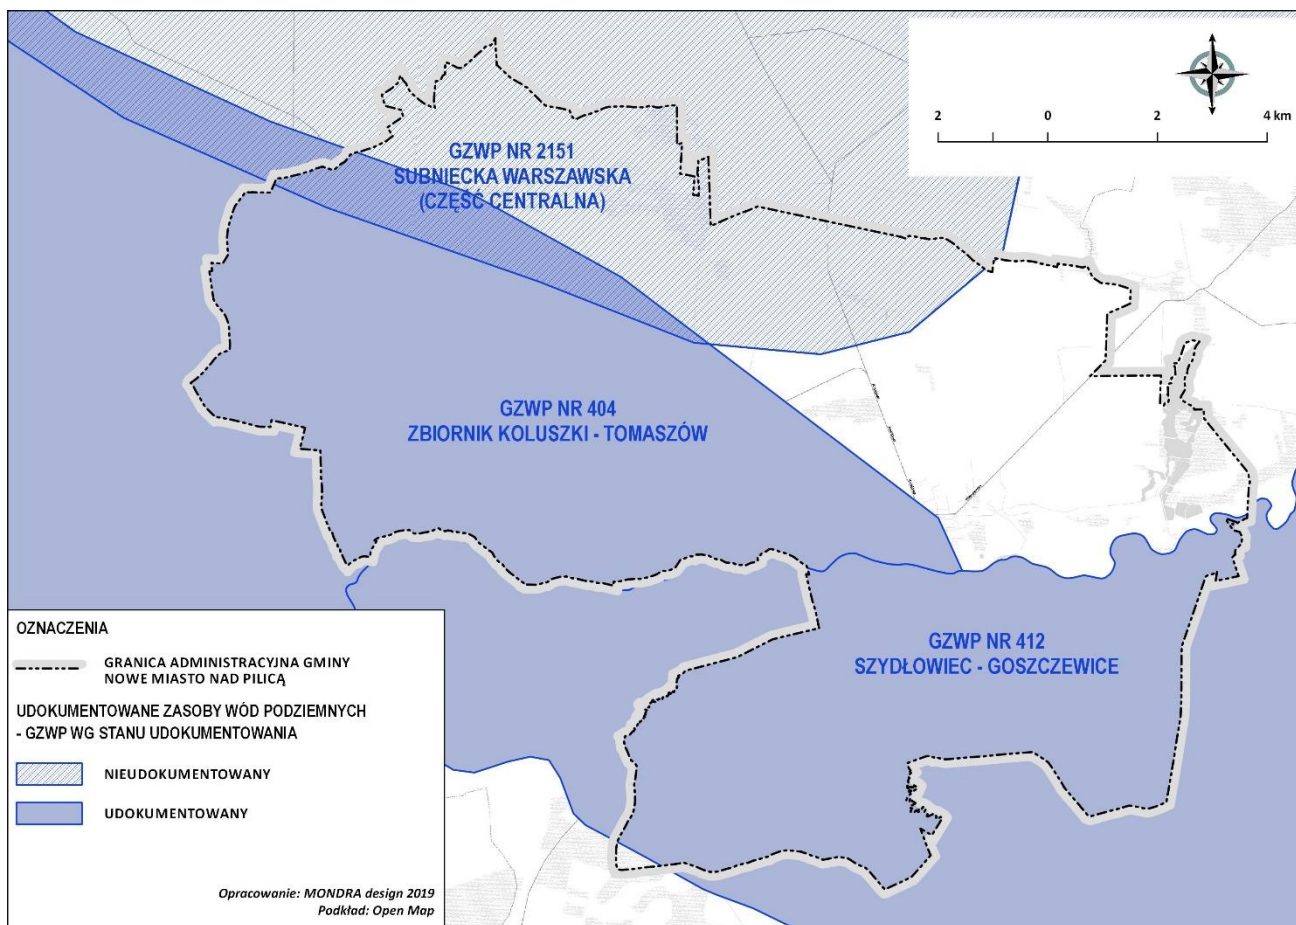 2 0 2 4 km
GZWP NR 2151
SUBNIECKA WARSZAWSKA
(CZĘŚĆ CENTRALNA)
GZWP NR 404
ZBIORNIK KOLUSZKI - TOMASZÓW
GZWP NR 412
SZYDŁOWIEC - GOSZCZEWICE
OZNACZENIA
GRANICA ADMINISTRACYJNA GMINY
NOWE MIASTO NAD PILICĄ
UDOKUMENTOWANE ZASOBY WÓD PODZIEMNYCH
- GZWP WG STANU UDOKUMENTOWANIA
NIEUDOKUMENTOWANY
UDOKUMENTOWANY
Opracowanie: MONDRA design 2019
Podkład: Open Map